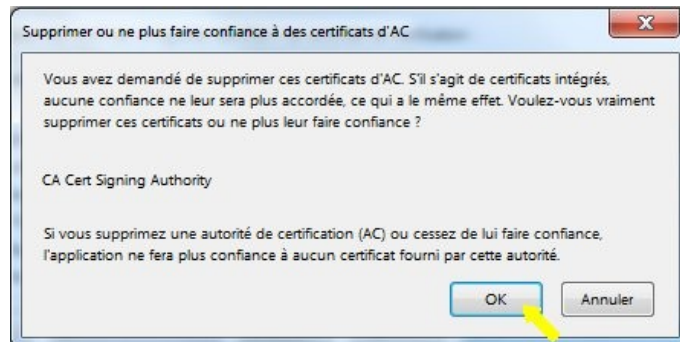 Supprimer ou ne plus faire confiance à des certificats d'AC
Vous avez demandé de supprimer ces certificats d'AC. S'il s'agit de certificats intégrés,
aucune confiance ne leur sera plus accordée, ce qui a le même effet. Voulez-vous vraiment
supprimer ces certificats ou ne plus leur faire confiance ?
CA Cert Signing Authority
Si vous supprimez une autorité de certification (AC) ou cessez de lui faire confiance,
l'application ne fera plus confiance à aucun certificat fourni par cette autorité.
OK
Annuler